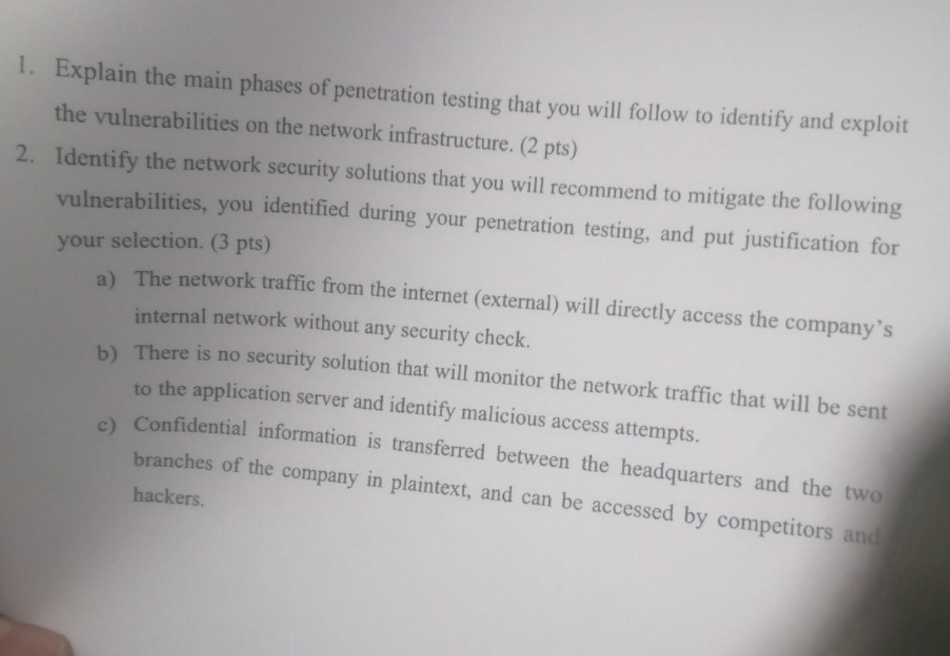 1. Explain the main phases of penetration testing that you will follow to identify and exploit
the vulnerabilities on the network infrastructure. (2 pts)
2. Identify the network security solutions that you will recommend to mitigate the following
vulnerabilities, you identified during your penetration testing, and put justification for
your selection. (3 pts)
a) The network traffic from the internet (external) will directly access the company's
internal network without any security check.
b) There is no security solution that will monitor the network traffic that will be sent
to the application server and identify malicious access attempts.
c) Confidential information is transferred between the headquarters and the two
branches of the company in plaintext, and can be accessed by competitors and
hackers.